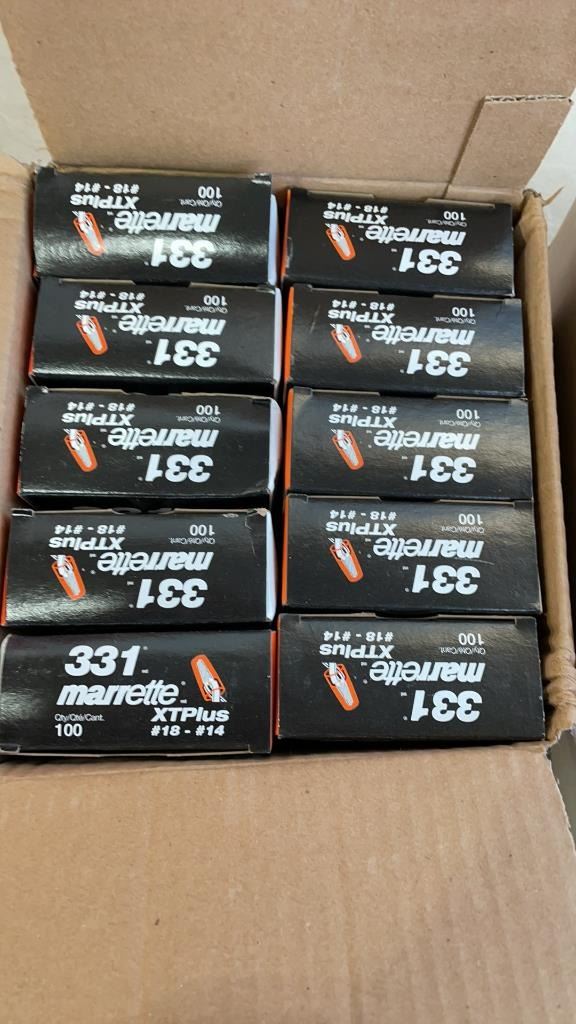 331
marrette
XTPlus
#18 - #14
Qty/Qté/Cant.
100
331
marrette
XTPlus
#18 - #14
Qty/Qté/Cant.
100
331
marrette
XTPlus
#18 - #14
Qty/Qté/Cant.
100
331
marrette
XTPlus
#18 - #14
Qty/Qté/Cant.
100
331
marrette
XTPlus
#18 - #14
Qty/Qté/Cant.
100
331
marrette
XTPlus
#18 - #14
Qty/Qté/Cant.
100
331
marrette
XTPlus
#18 - #14
Qty/Qté/Cant.
100
331
marrette
XTPlus
#18 - #14
Qty/Qté/Cant.
100
331
marrette
XTPlus
Qty/Qté/Cant.
#18 - #14
100
331
marrette
XTPlus
#18 - #14
Qty/Qté/Cant.
100